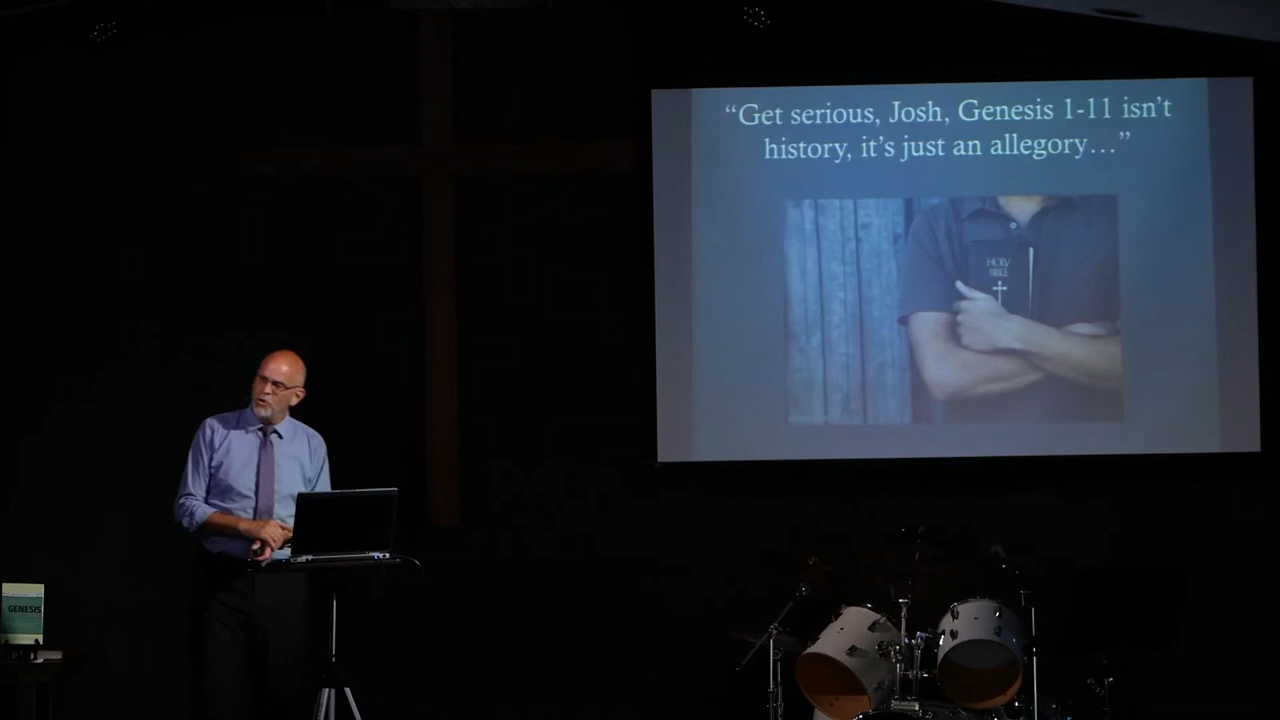 “Get serious, Josh, Genesis 1-11 isn’t
history, it’s just an allegory…”
HOLY
BIBLE
GENESIS